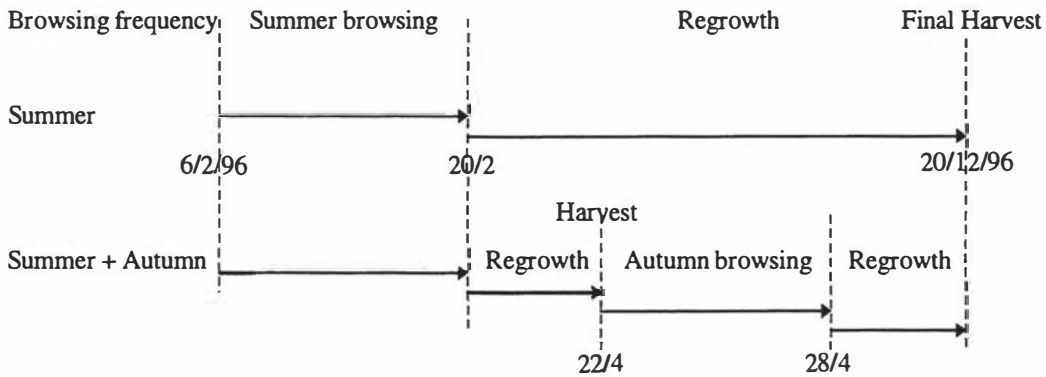 Browsing frequency Summer browsing Regrowth Final Harvest
Summer
6/2/96 20/2 20/12/96
Harvest
Summer + Autumn Regrowth Autumn browsing Regrowth
22/4 28/4